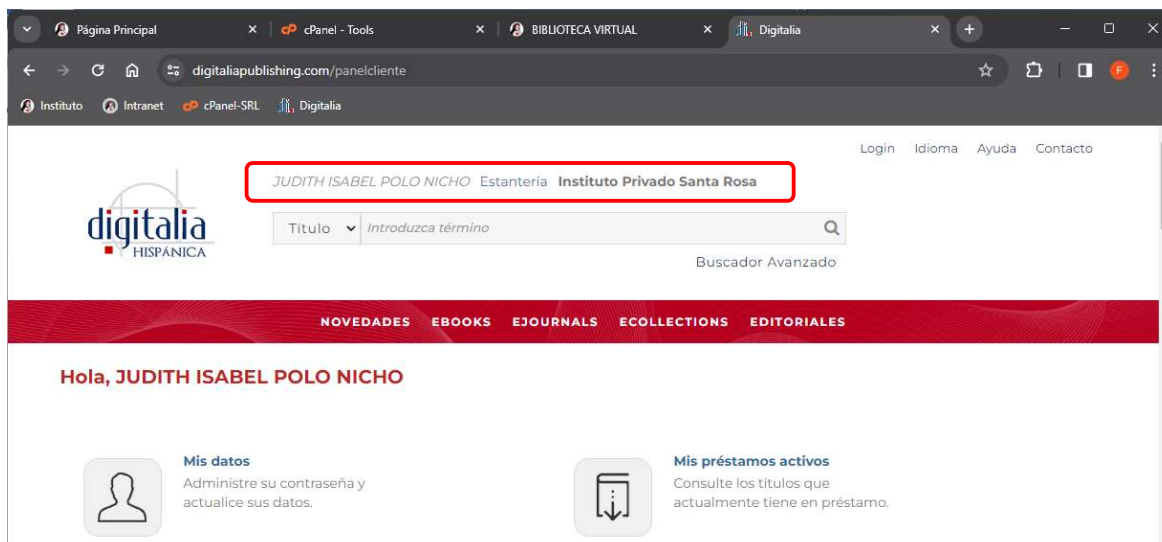 Página Principal
cPanel - Tools
BIBLIOTECA VIRTUAL
Digitalia
digitaliapublishing.com/panelcliente
F
Instituto
Intranet
cPanel-SRL
Digitalia
Login Idioma Ayuda Contacto
JUDITH ISABEL POLO NICHO Estantería Instituto Privado Santa Rosa
digitalia
HISPÁNICA
Título Introduzca término
Buscador Avanzado
NOVEDADES EBOOKS EJOURNALS ECOLLECTIONS EDITORIALES
Hola, JUDITH ISABEL POLO NICHO
Mis datos
Administre su contraseña y
actualice sus datos.
Mis préstamos activos
Consulte los títulos que
actualmente tiene en préstamo.